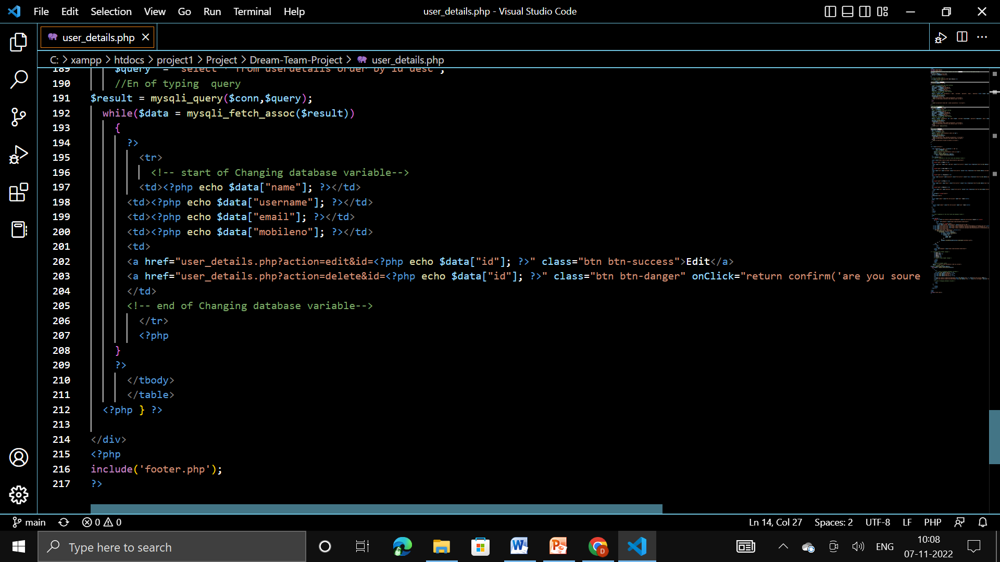 File Edit Selection View Go Run Terminal Help user_details.php - Visual Studio Code
user_details.php
C: > xampp > htdocs > project1 > Project > Dream-Team-Project > user_details.php
189 $query = "select * from userdetails order by id desc";
190 //En of typing  query
191 $result = mysqli_query($conn,$query);
192 while($data = mysqli_fetch_assoc($result))
193 {
194 ?>
195 <tr>
196 <!-- start of Changing database variable-->
197 <td><?php echo $data["name"]; ?></td>
198 <td><?php echo $data["username"]; ?></td>
199 <td><?php echo $data["email"]; ?></td>
200 <td><?php echo $data["mobileno"]; ?></td>
201 <td>
202 <a href="user_details.php?action=edit&id=<?php echo $data["id"]; ?>" class="btn btn-success">Edit</a>
203 <a href="user_details.php?action=delete&id=<?php echo $data["id"]; ?>" class="btn btn-danger" onClick="return confirm('are you soure
204 </td>
205 <!-- end of Changing database variable-->
206 </tr>
207 <?php
208 }
209 ?>
210 </tbody>
211 </table>
212 <?php } ?>
213
214 </div>
215 <?php
216 include('footer.php');
217 ?>
main 0 0 Ln 14, Col 27 Spaces: 2 UTF-8 LF PHP
Type here to search ENG 10:08
07-11-2022